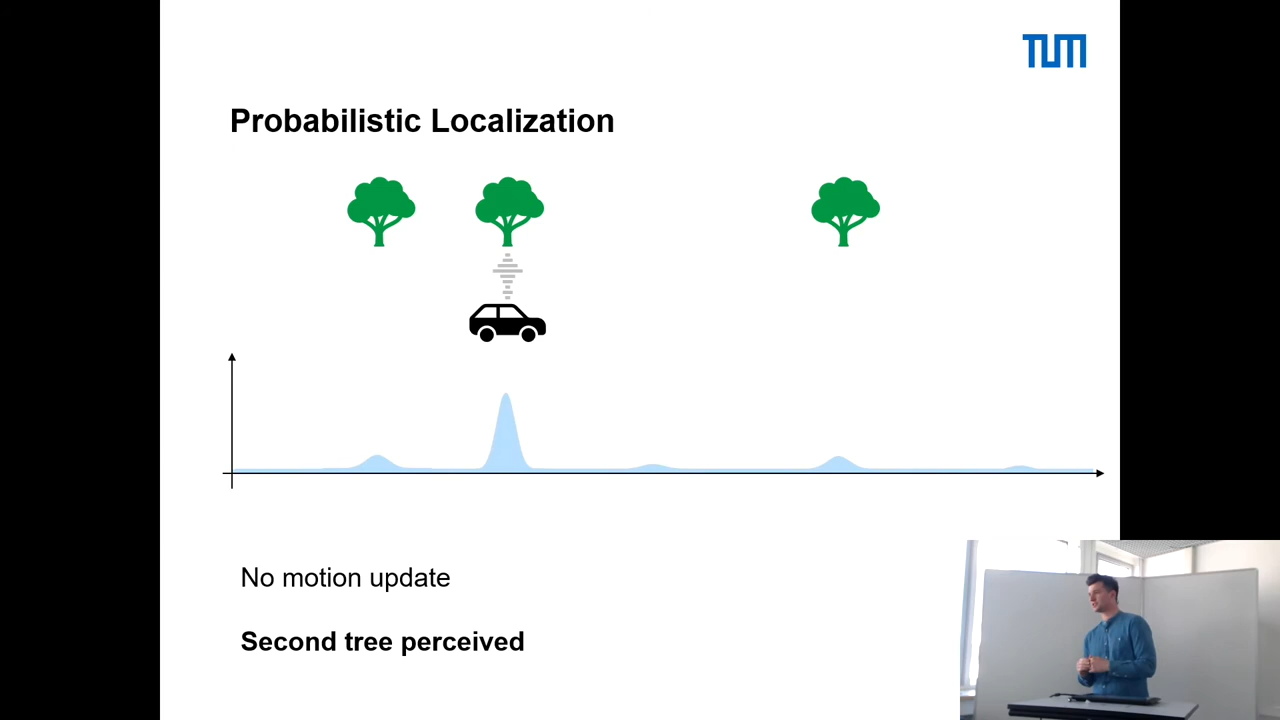 TUM
Probabilistic Localization
No motion update
Second tree perceived